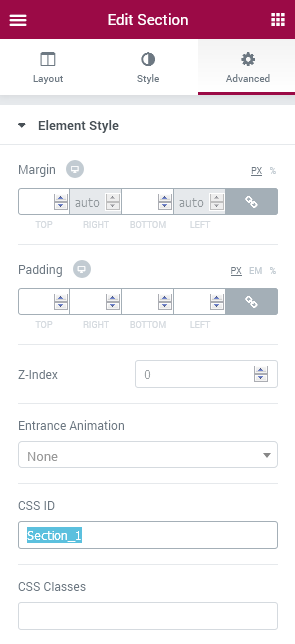 Edit Section
Layout Style Advanced
Element Style
Margin PX %
auto auto
TOP RIGHT BOTTOM LEFT
Padding PX EM %
TOP RIGHT BOTTOM LEFT
Z-Index 0
Entrance Animation
None
CSS ID
Section_1
CSS Classes